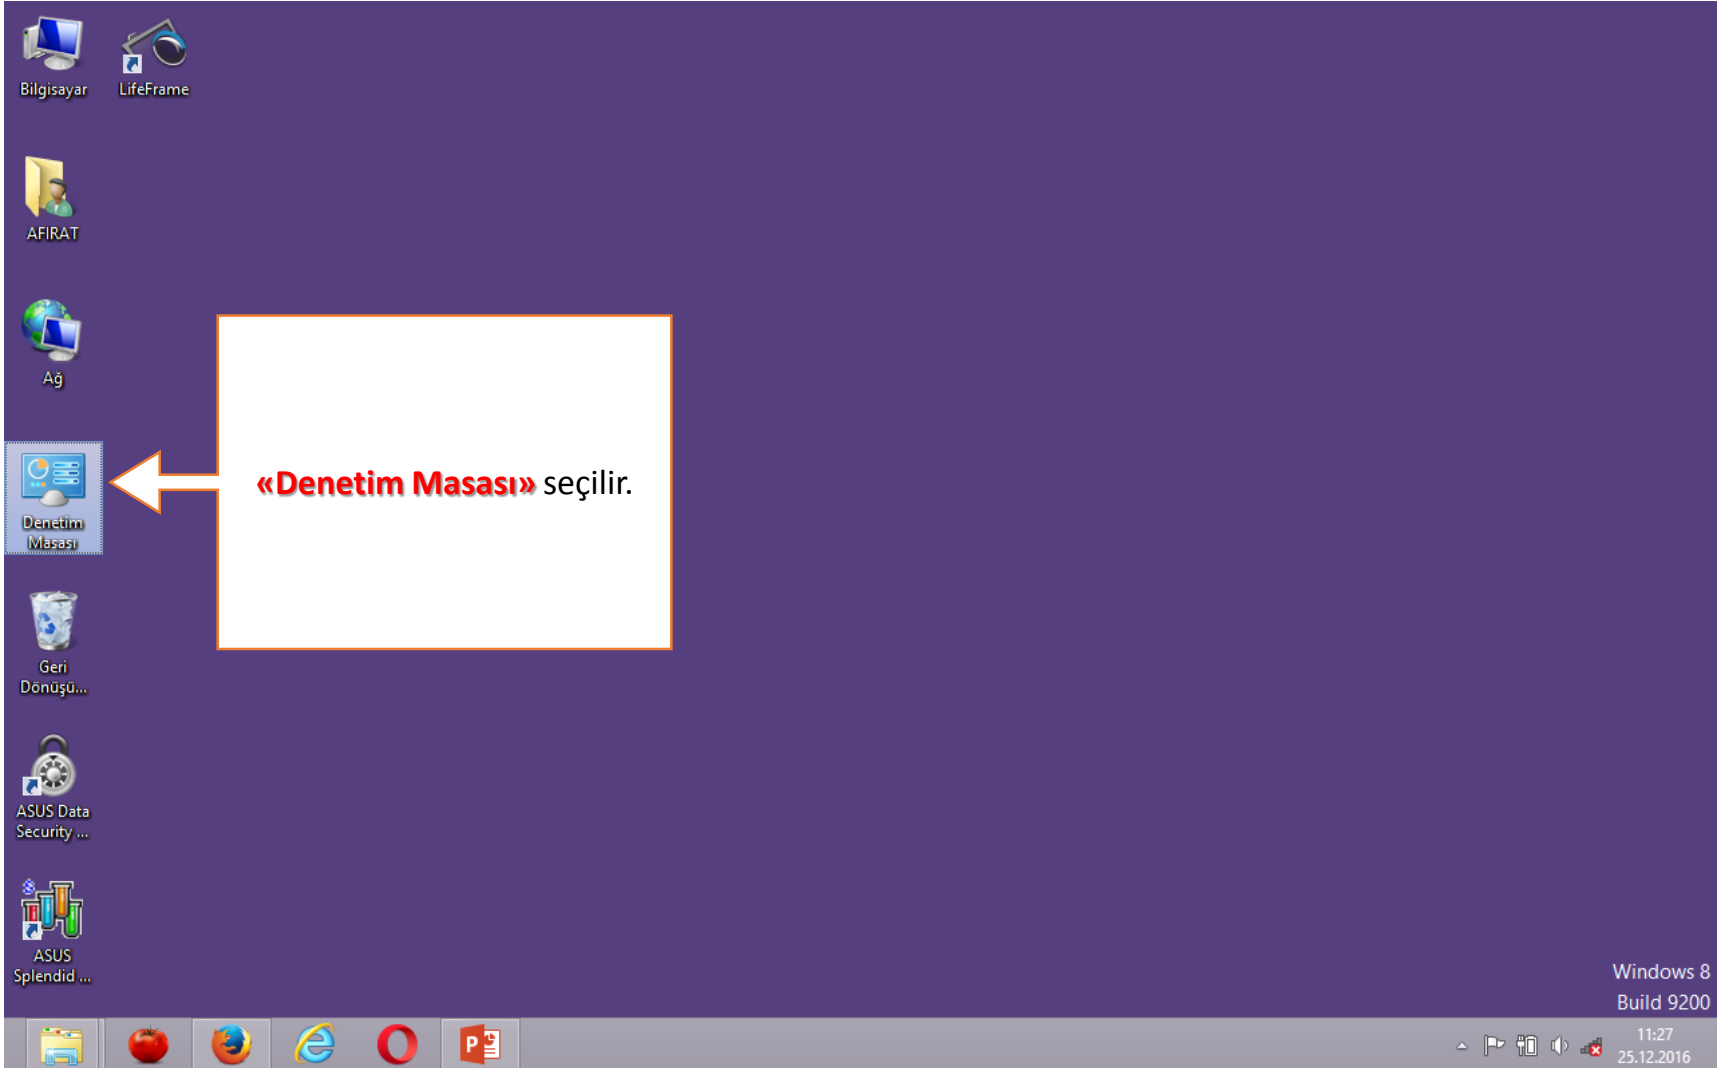 Bilgisayar
LifeFrame
AFIRAT
Ağ
Denetim
Masası
«Denetim Masası» seçilir.
Geri
Dönüşü...
ASUS Data
Security ...
ASUS
Splendid ...
Windows 8
Build 9200
11:27
25.12.2016